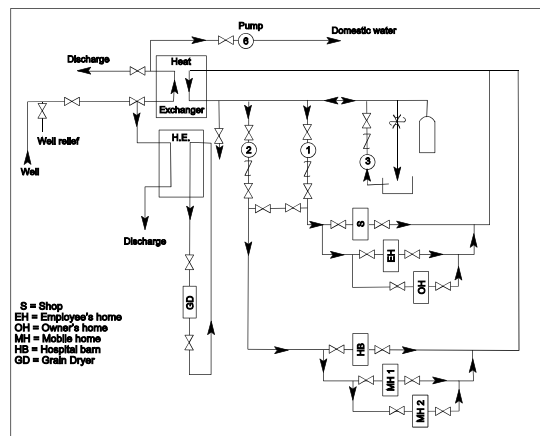 Pump
6
Domestic water
Discharge
Heat
Exchanger
Well relief
Well
H.E.
2
1
3
Discharge
S
EH
OH
GD
HB
MH 1
MH 2
S = Shop
EH = Employee's home
OH = Owner's home
MH = Mobile home
HB = Hospital barn
GD = Grain Dryer